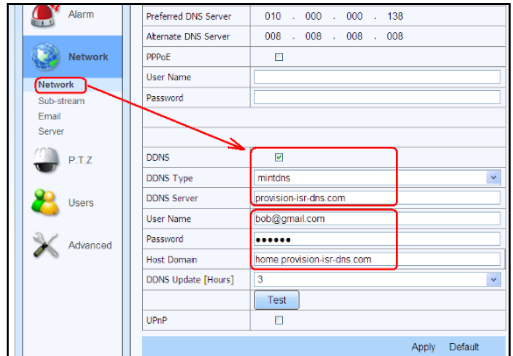 Alarm
Network
Network
Sub-stream
Email
Server
P.T.Z
Users
Advanced
Preferred DNS Server 010 . 000 . 000 . 138
Alternate DNS Server 008 . 008 . 008 . 008
PPPoE
User Name
Password
DDNS
DDNS Type mintdns
DDNS Server provision-isr-dns.com
User Name bob@gmail.com
Password ••••••
Host Domain home.provision-isr-dns.com
DDNS Update [Hours] 3
Test
UPnP
Apply Default